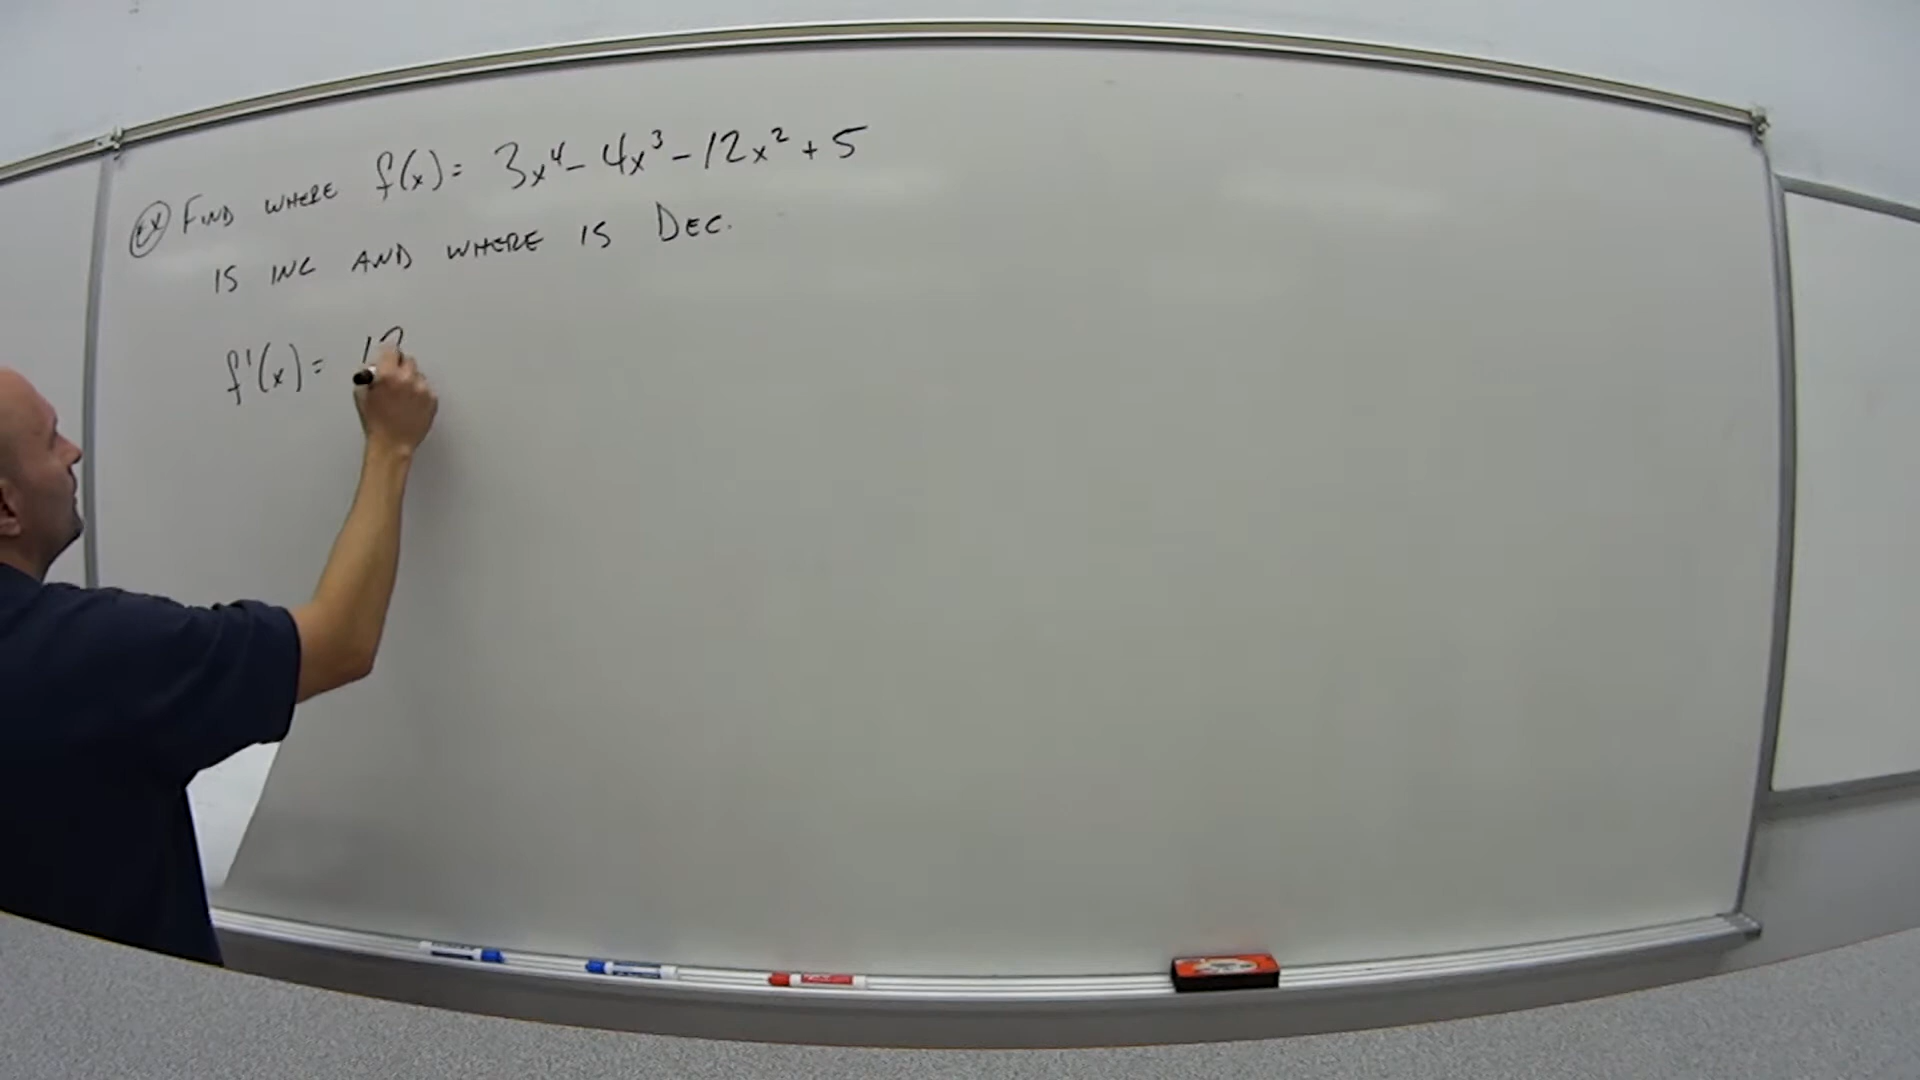 Ex FIND WHERE f(x) = 3x⁴ - 4x³ - 12x² + 5
IS INC AND WHERE IS DEC.
f'(x) = 12